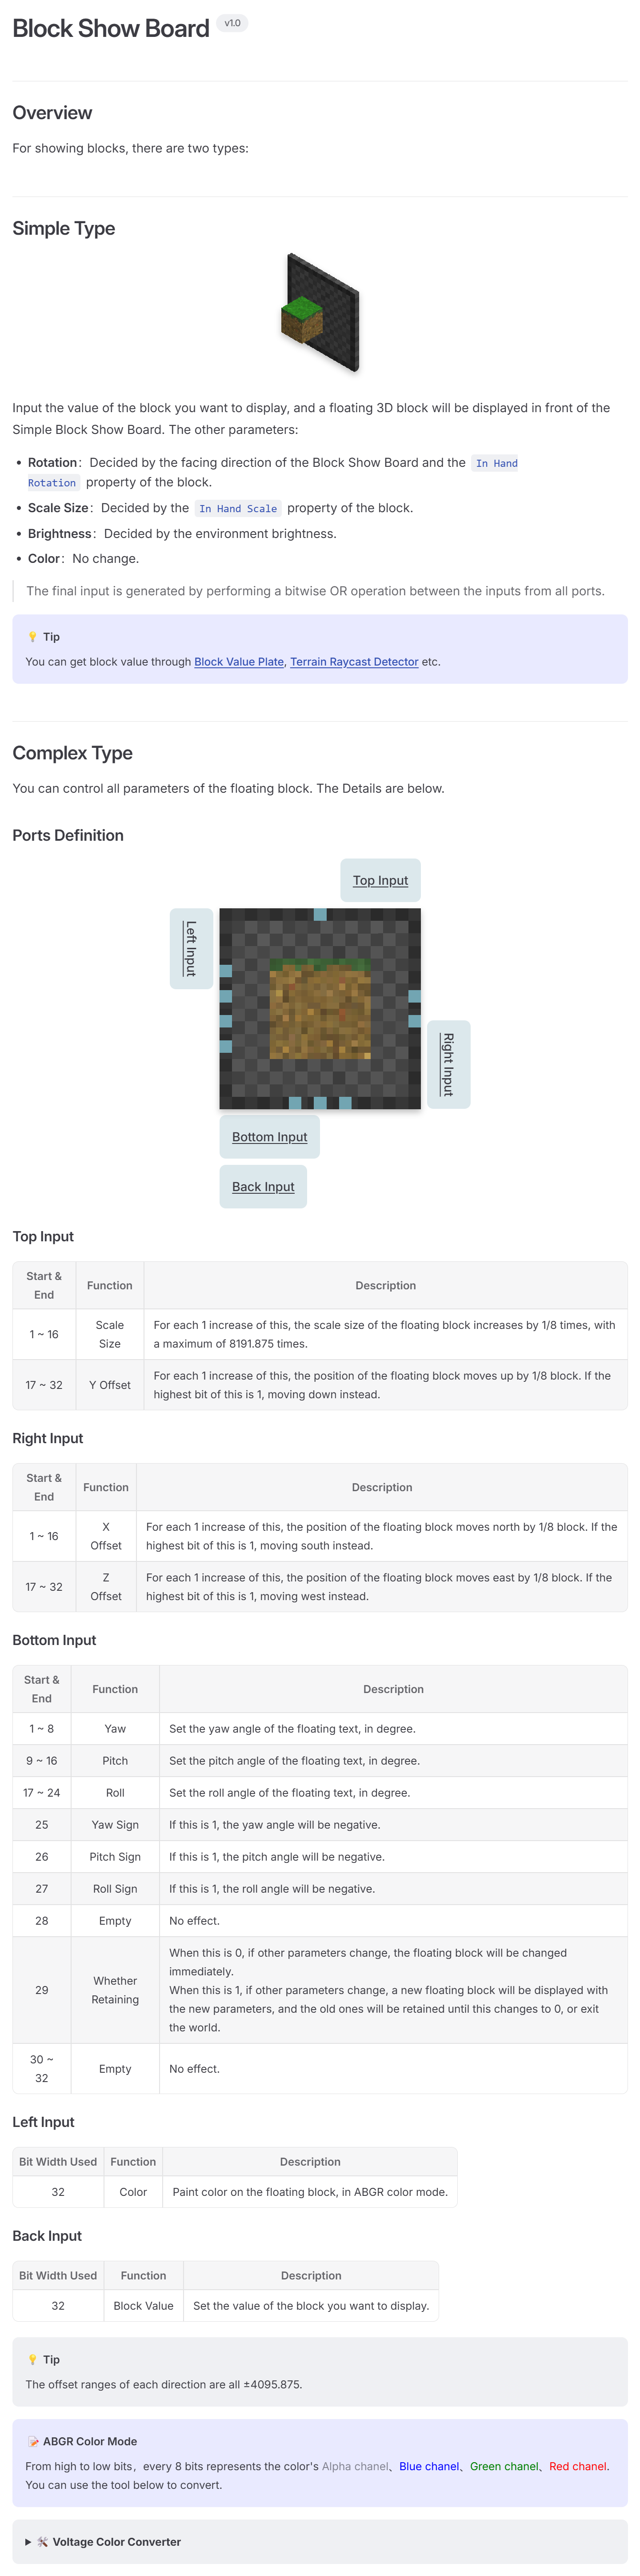 Block Show Board v1.0
Overview
For showing blocks, there are two types:
Simple Type
Input the value of the block you want to display, and a floating 3D block will be displayed in front of the
Simple Block Show Board. The other parameters:
• Rotation：Decided by the facing direction of the Block Show Board and the In Hand
Rotation property of the block.
• Scale Size：Decided by the In Hand Scale property of the block.
• Brightness：Decided by the environment brightness.
• Color：No change.
The final input is generated by performing a bitwise OR operation between the inputs from all ports.
💡 Tip
You can get block value through Block Value Plate, Terrain Raycast Detector etc.
Complex Type
You can control all parameters of the floating block. The Details are below.
Ports Definition
Top Input
Left Input
Right Input
Bottom Input
Back Input
Top Input
Start &
End
Function
Description
1 ~ 16
Scale
Size
For each 1 increase of this, the scale size of the floating block increases by 1/8 times, with
a maximum of 8191.875 times.
17 ~ 32
Y Offset
For each 1 increase of this, the position of the floating block moves up by 1/8 block. If the
highest bit of this is 1, moving down instead.
Right Input
Start &
End
Function
Description
1 ~ 16
X
Offset
For each 1 increase of this, the position of the floating block moves north by 1/8 block. If the
highest bit of this is 1, moving south instead.
17 ~ 32
Z
Offset
For each 1 increase of this, the position of the floating block moves east by 1/8 block. If the
highest bit of this is 1, moving west instead.
Bottom Input
Start &
End
Function
Description
1 ~ 8
Yaw
Set the yaw angle of the floating text, in degree.
9 ~ 16
Pitch
Set the pitch angle of the floating text, in degree.
17 ~ 24
Roll
Set the roll angle of the floating text, in degree.
25
Yaw Sign
If this is 1, the yaw angle will be negative.
26
Pitch Sign
If this is 1, the pitch angle will be negative.
27
Roll Sign
If this is 1, the roll angle will be negative.
28
Empty
No effect.
29
Whether
Retaining
When this is 0, if other parameters change, the floating block will be changed
immediately.
When this is 1, if other parameters change, a new floating block will be displayed with
the new parameters, and the old ones will be retained until this changes to 0, or exit
the world.
30 ~
32
Empty
No effect.
Left Input
Bit Width Used
Function
Description
32
Color
Paint color on the floating block, in ABGR color mode.
Back Input
Bit Width Used
Function
Description
32
Block Value
Set the value of the block you want to display.
💡 Tip
The offset ranges of each direction are all ±4095.875.
📝 ABGR Color Mode
From high to low bits，every 8 bits represents the color's Alpha chanel、Blue chanel、Green chanel、Red chanel.
You can use the tool below to convert.
▶ 🛠️ Voltage Color Converter